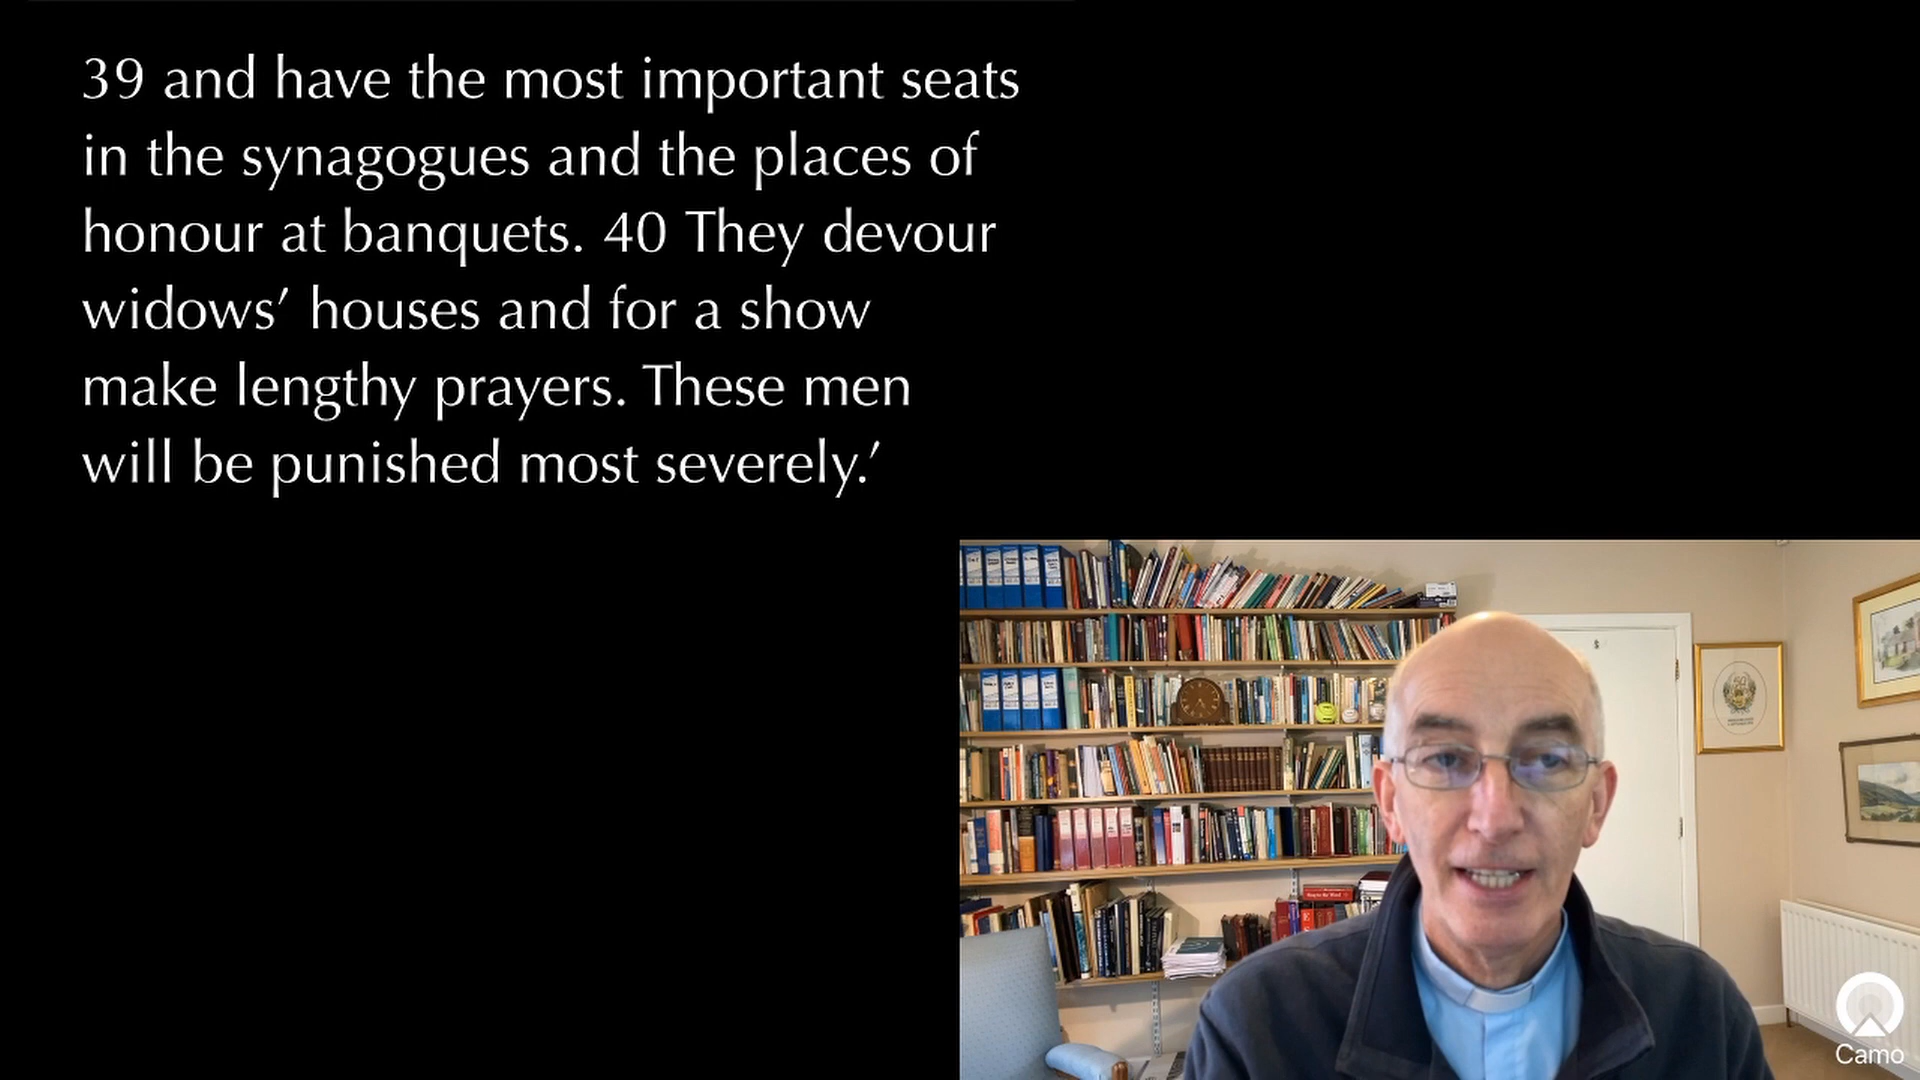 39 and have the most important seats
in the synagogues and the places of
honour at banquets. 40 They devour
widows’ houses and for a show
make lengthy prayers. These men
will be punished most severely.’
Camo